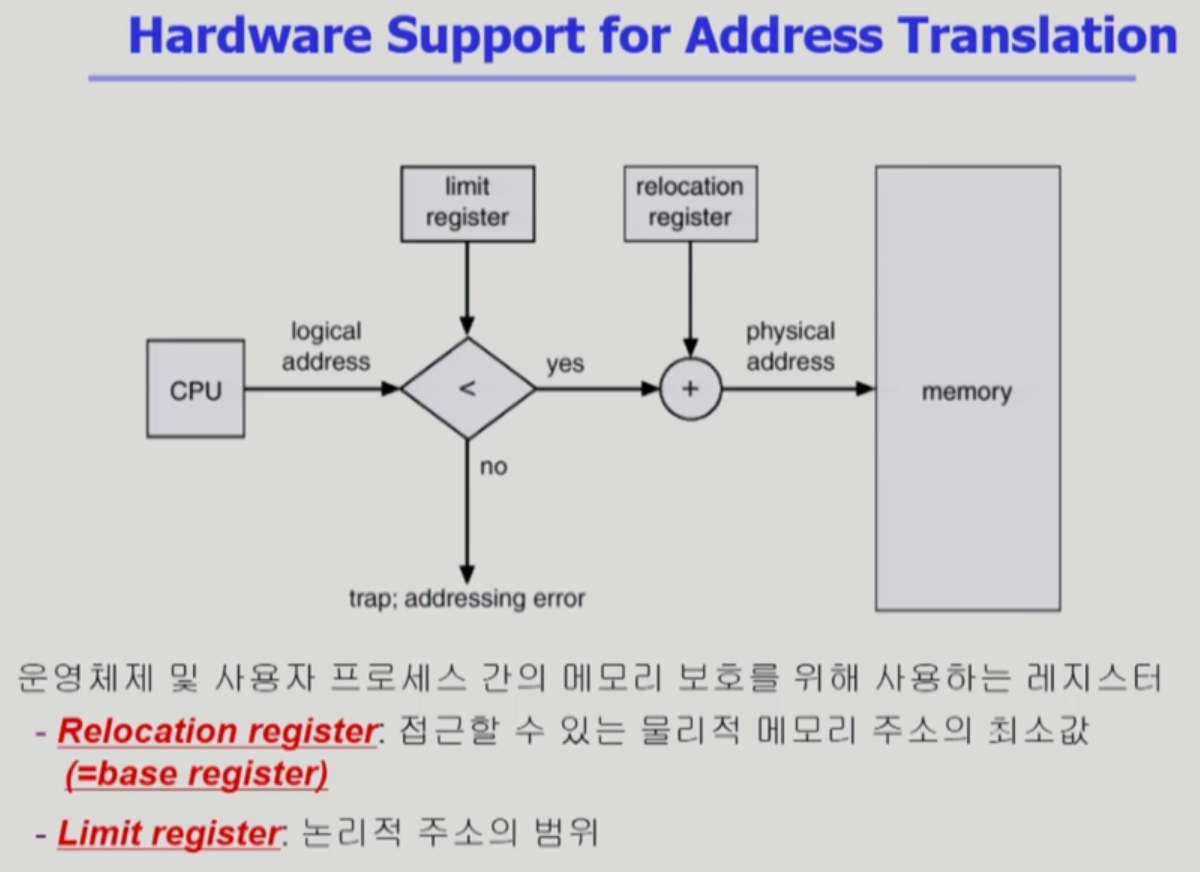 Hardware Support for Address Translation
limit
register
relocation
register
logical
address
physical
address
CPU
<
yes
+
memory
no
trap; addressing error
운영체제 및 사용자 프로세스 간의 메모리 보호를 위해 사용하는 레지스터
- Relocation register: 접근할 수 있는 물리적 메모리 주소의 최소값
(=base register)
- Limit register: 논리적 주소의 범위